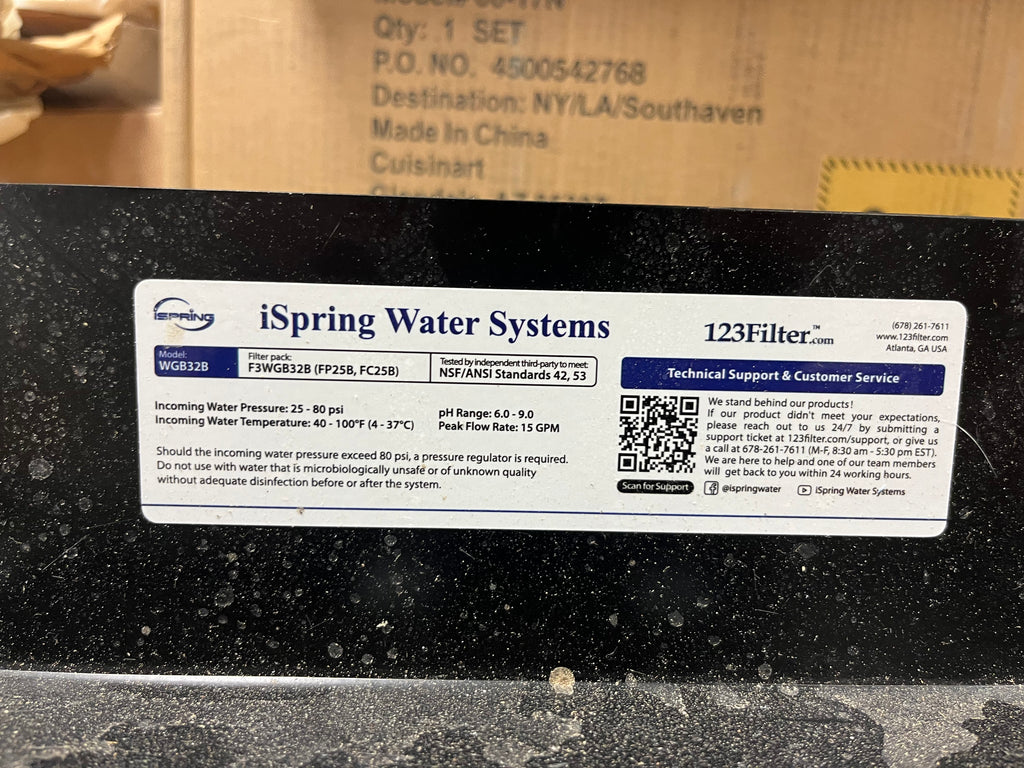 Qty: 1 SET
P.O. NO. 4500542768
Destination: NY/LA/Southaven
Made In China
Cuisinart
iSPRING
iSpring Water Systems
Model:
WGB32B
Filter pack:
F3WGB32B (FP25B, FC25B)
Tested by independent third-party to meet:
NSF/ANSI Standards 42, 53
Incoming Water Pressure: 25 - 80 psi
Incoming Water Temperature: 40 - 100°F (4 - 37°C)
pH Range: 6.0 - 9.0
Peak Flow Rate: 15 GPM
Should the incoming water pressure exceed 80 psi, a pressure regulator is required.
Do not use with water that is microbiologically unsafe or of unknown quality
without adequate disinfection before or after the system.
123Filter.com™
(678) 261-7611
www.123filter.com
Atlanta, GA USA
Technical Support & Customer Service
We stand behind our products!
If our product didn't meet your expectations,
please reach out to us 24/7 by submitting a
support ticket at 123filter.com/support, or give us
a call at 678-261-7611 (M-F, 8:30 am - 5:30 pm EST).
We are here to help and one of our team members
will get back to you within 24 working hours.
Scan for Support
@ispringwater
iSpring Water Systems